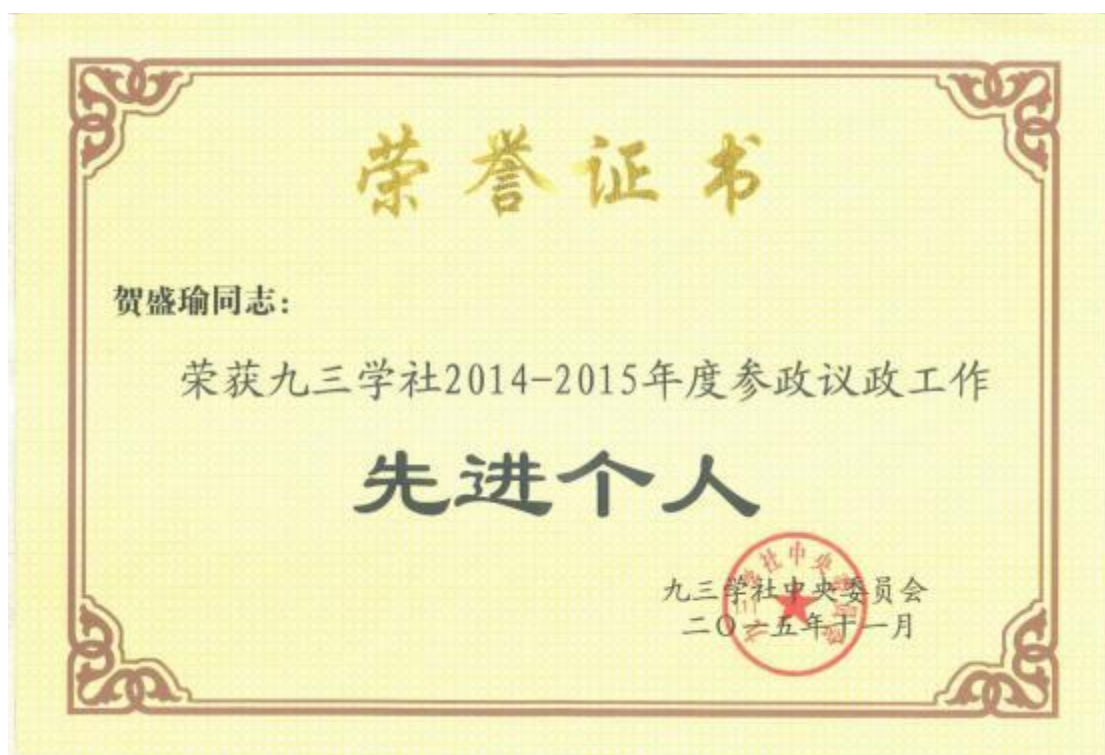 荣誉证书
贺盛瑜同志：
荣获九三学社2014-2015年度参政议政工作
先进个人
九三学社中央委员会
二〇一五年十一月